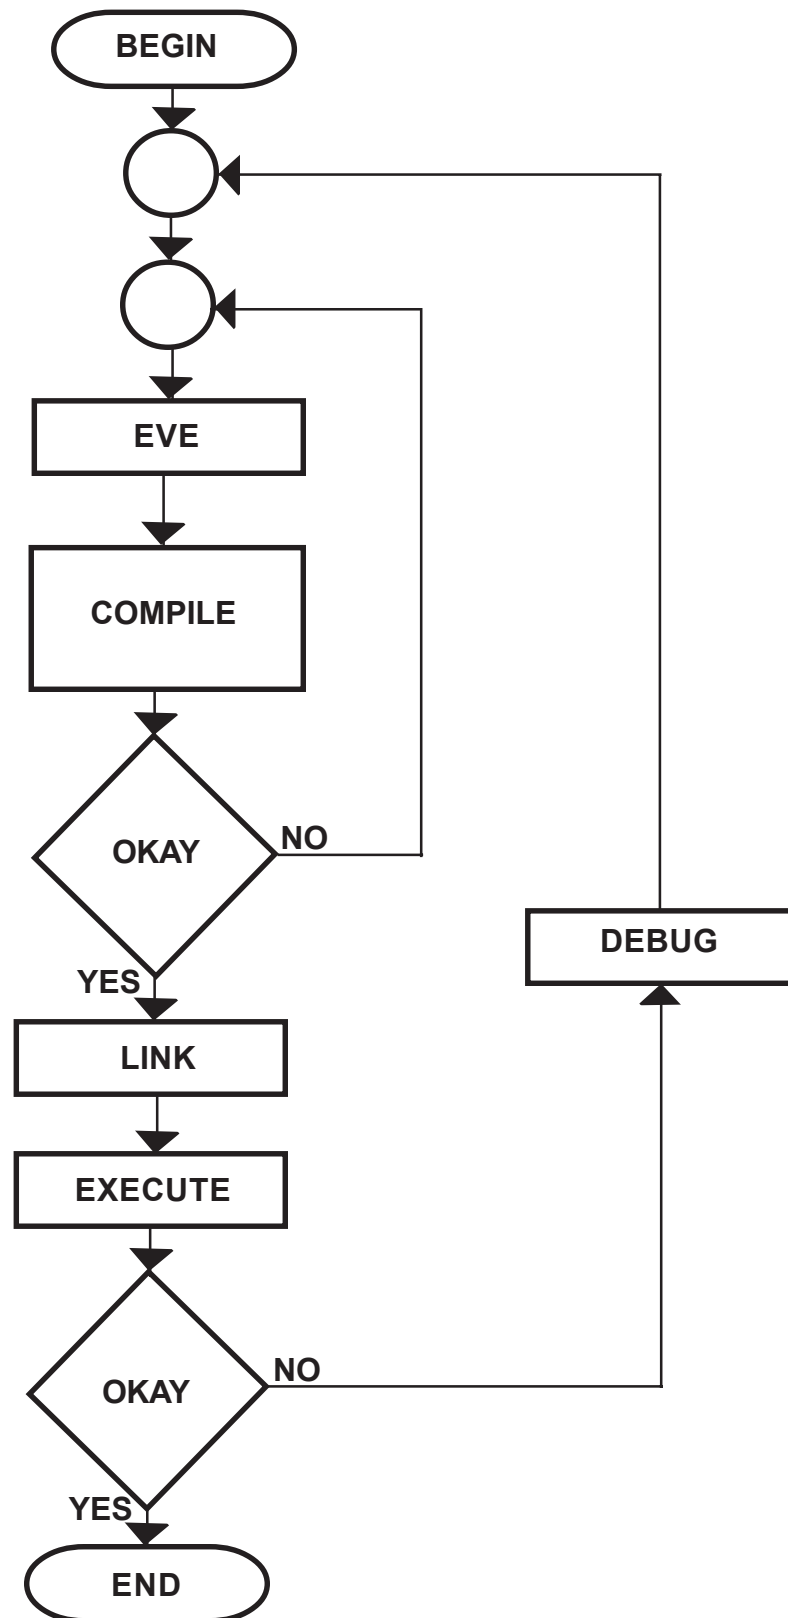 BEGIN
EVE
COMPILE
OKAY
NO
DEBUG
YES
LINK
EXECUTE
NO
OKAY
YES
END